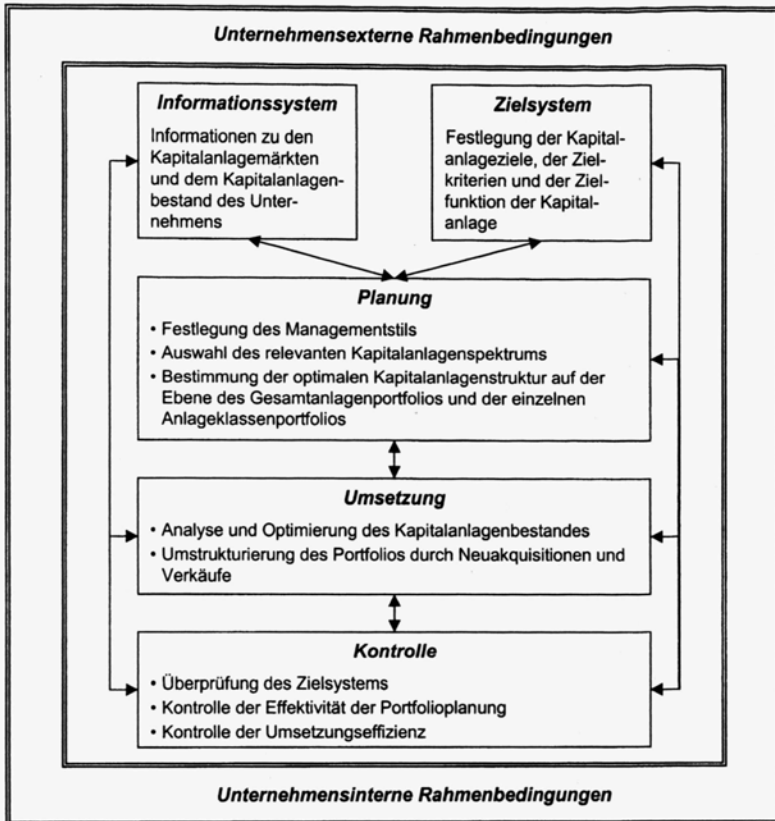 Unternehmensexterne Rahmenbedingungen
Informationssystem
Informationen zu den
Kapitalanlagemärkten
und dem Kapitalanlagen-
bestand des Unter-
nehmens
Zielsystem
Festlegung der Kapital-
anlageziele, der Ziel-
kriterien und der Ziel-
funktion der Kapital-
anlage
Planung
• Festlegung des Managementstils
• Auswahl des relevanten Kapitalanlagenspektrums
• Bestimmung der optimalen Kapitalanlagenstruktur auf der
Ebene des Gesamtanlagenportfolios und der einzelnen
Anlageklassenportfolios
Umsetzung
• Analyse und Optimierung des Kapitalanlagenbestandes
• Umstrukturierung des Portfolios durch Neuakquisitionen und
Verkäufe
Kontrolle
• Überprüfung des Zielsystems
• Kontrolle der Effektivität der Portfolioplanung
• Kontrolle der Umsetzungseffizienz
Unternehmensinterne Rahmenbedingungen